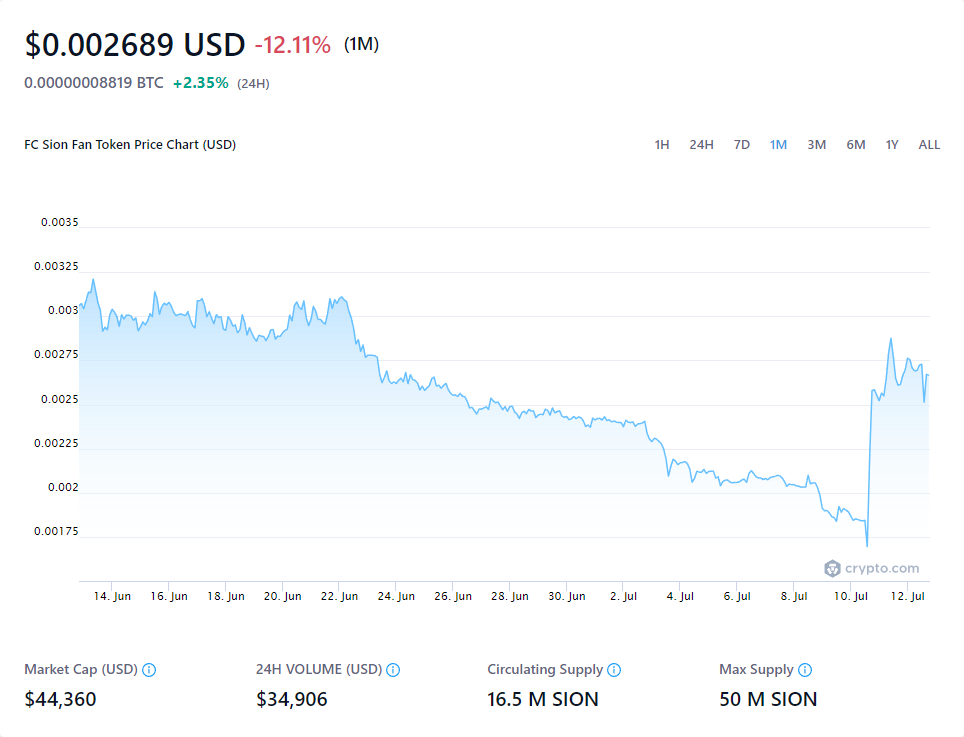 $0.002689 USD -12.11% (1M)
0.00000008819 BTC +2.35% (24H)
FC Sion Fan Token Price Chart (USD) 1H 24H 7D 1M 3M 6M 1Y ALL
0.0035
0.00325
0.003
0.00275
0.0025
0.00225
0.002
0.00175
crypto.com
14. Jun 16. Jun 18. Jun 20. Jun 22. Jun 24. Jun 26. Jun 28. Jun 30. Jun 2. Jul 4. Jul 6. Jul 8. Jul 10. Jul 12. Jul
Market Cap (USD) 24H VOLUME (USD) Circulating Supply Max Supply
$44,360 $34,906 16.5 M SION 50 M SION